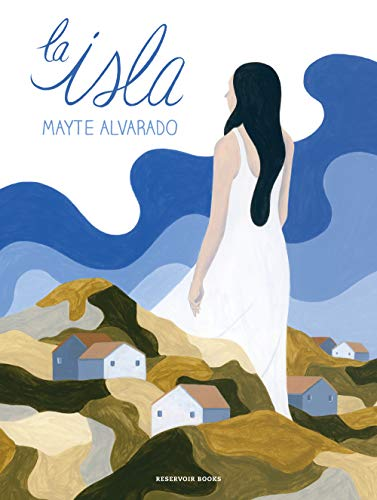 la isla
MAYTE ALVARADO
RESERVOIR BOOKS